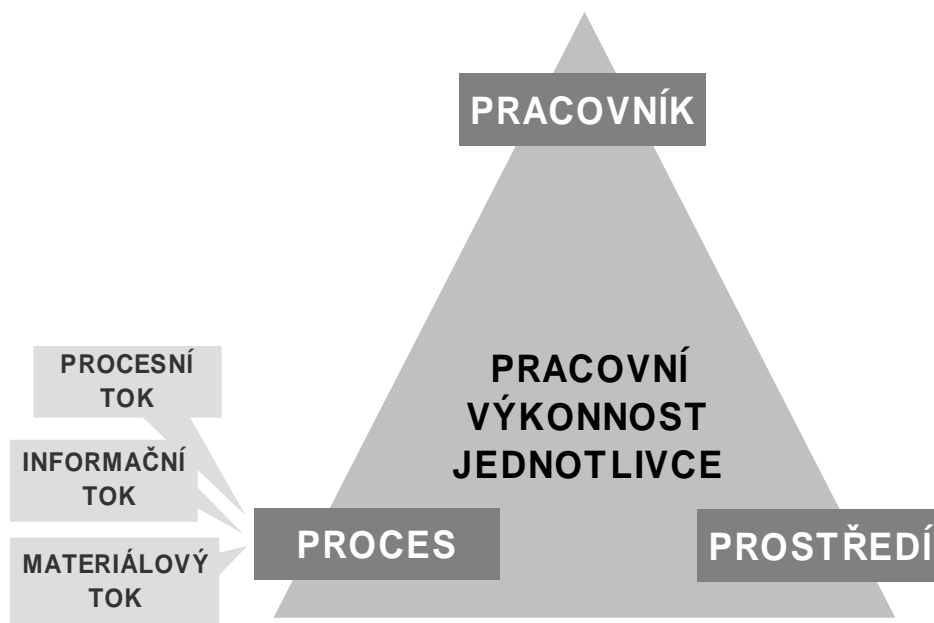 PRACOVNÍK
PROCESNÍ
TOK
PRACOVNÍ
VÝKONNOST
JEDNOTLIVCE
INFORMAČNÍ
TOK
MATERIÁLOVÝ
TOK
PROCES
PROSTŘEDÍ